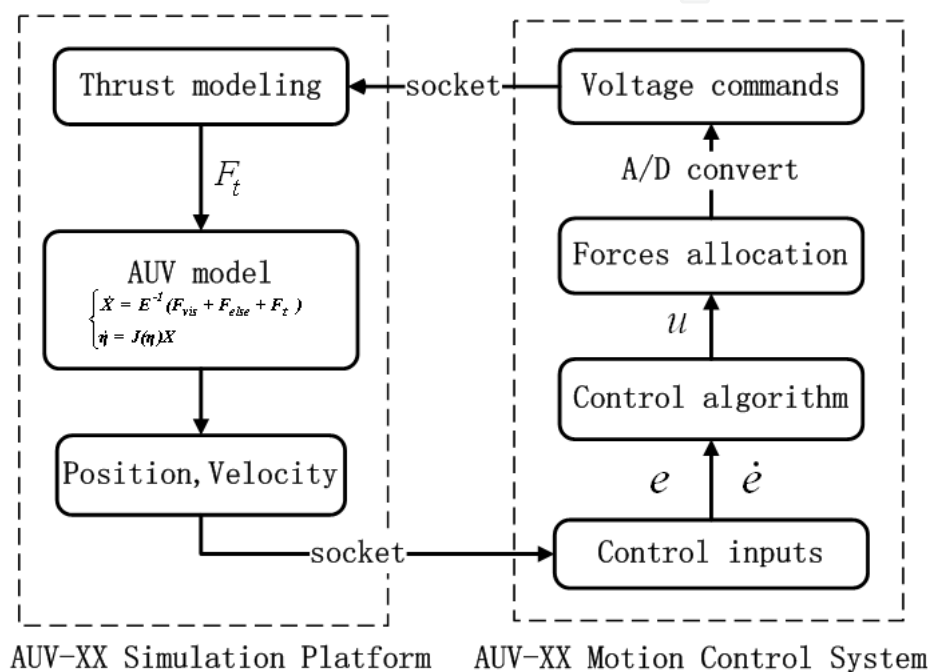 Thrust modeling
socket
Voltage commands
A/D convert
F_t
Forces allocation
AUV model
Ẋ = E⁻¹(F_vis + F_else + F_t )
η̇ = J(η)X
u
Control algorithm
Position, Velocity
e ė
socket
Control inputs
AUV-XX Simulation Platform
AUV-XX Motion Control System